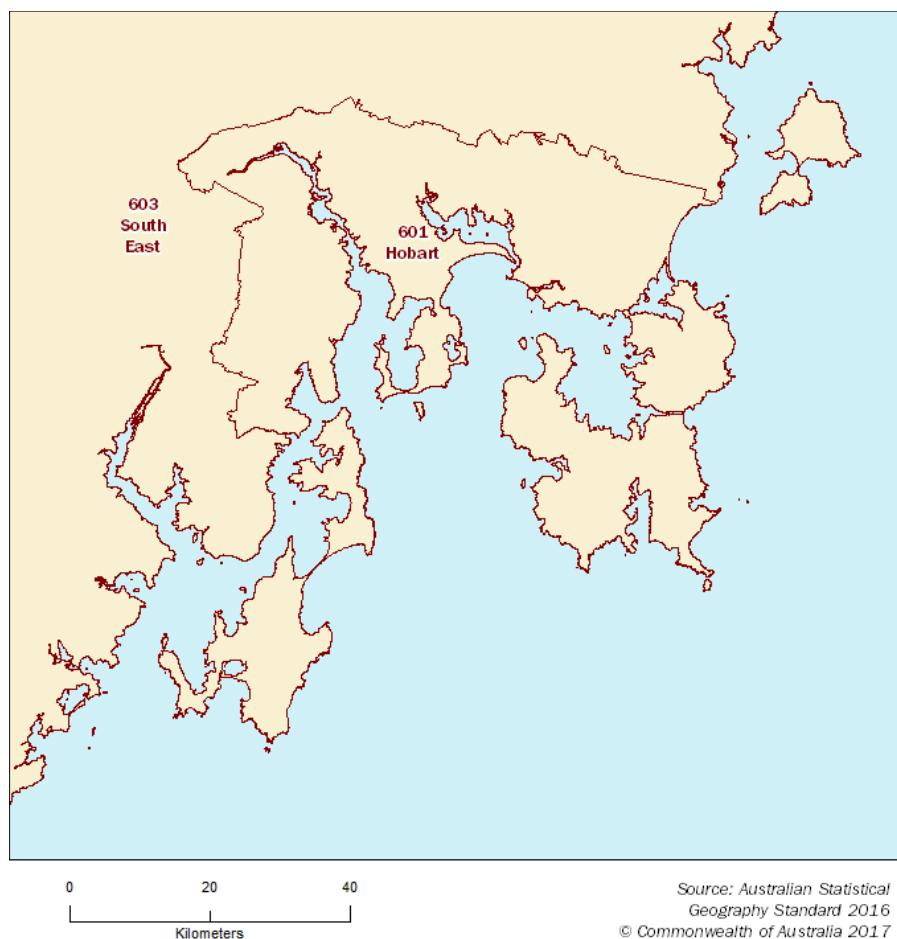 603
South
East
601
Hobart
0 20 40
Kilometers
Source: Australian Statistical
Geography Standard 2016
© Commonwealth of Australia 2017